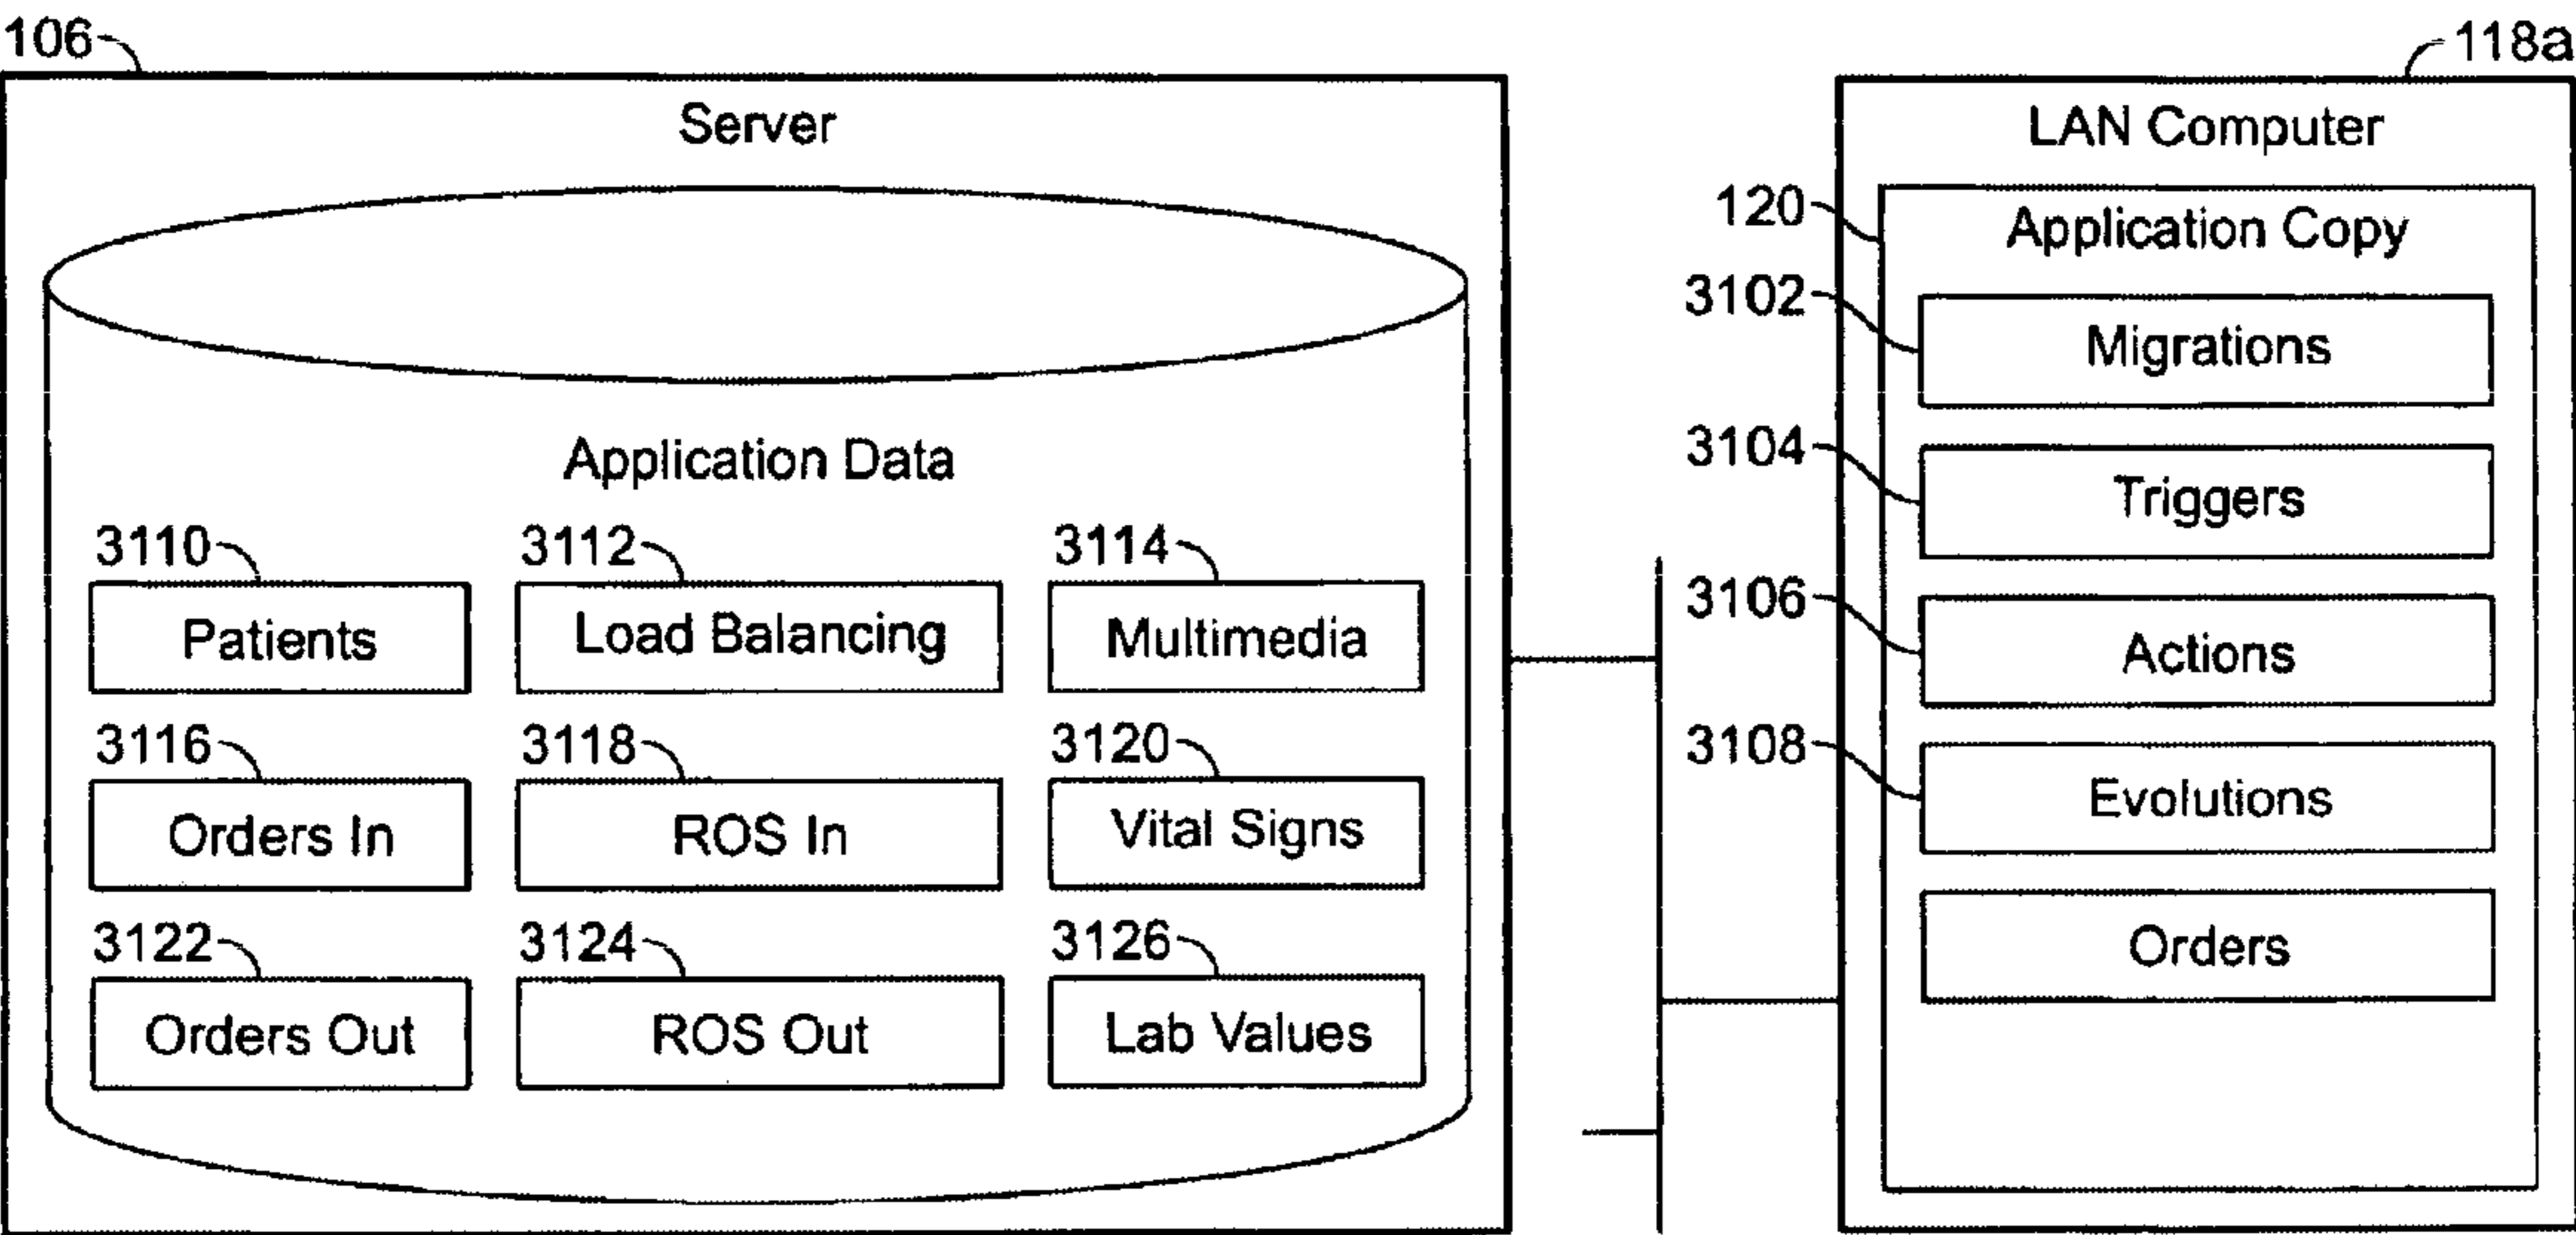 106
Server
Application Data
3110
3112
3114
Patients
Load Balancing
Multimedia
3116
3118
3120
Orders In
ROS In
Vital Signs
3122
3124
3126
Orders Out
ROS Out
Lab Values
118a
LAN Computer
120
Application Copy
3102
Migrations
3104
Triggers
3106
Actions
3108
Evolutions
Orders